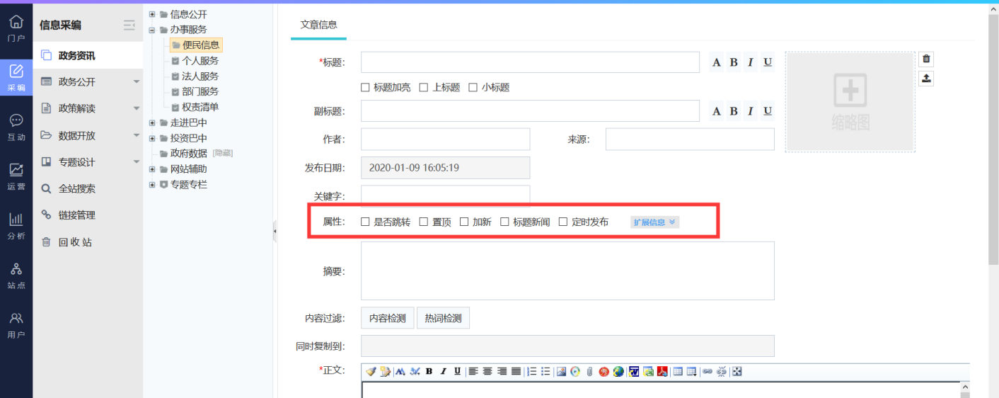 门户
采编
互动
运营
分析
站点
用户
信息采编
政务资讯
政务公开
政策解读
数据开放
专题设计
全站搜索
链接管理
回收站
信息公开
办事服务
便民信息
个人服务
法人服务
部门服务
权责清单
走进巴中
投资巴中
政府数据 [隐藏]
网站辅助
专题专栏
文章信息
*标题: A B I U
标题加亮 上标题 小标题
副标题: A B I U
缩略图
作者: 来源:
发布日期: 2020-01-09 16:05:19
关键字:
属性: 是否跳转 置顶 加新 标题新闻 定时发布 扩展信息
摘要:
内容过滤: 内容检测 热词检测
同时复制到:
*正文: B I U